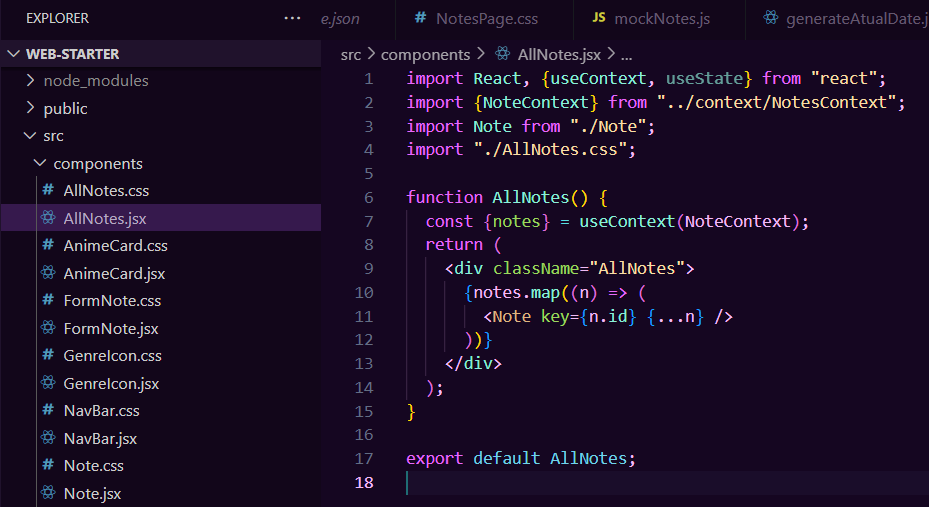 EXPLORER
...
e.json
# NotesPage.css
JS mockNotes.js
generateAtualDate.j
WEB-STARTER
node_modules
public
src
components
# AllNotes.css
AllNotes.jsx
# AnimeCard.css
AnimeCard.jsx
# FormNote.css
FormNote.jsx
# GenreIcon.css
GenreIcon.jsx
# NavBar.css
NavBar.jsx
# Note.css
Note.jsx
src > components > AllNotes.jsx > ...
1 import React, {useContext, useState} from "react";
2 import {NoteContext} from "../context/NotesContext";
3 import Note from "./Note";
4 import "./AllNotes.css";
5
6 function AllNotes() {
7 const {notes} = useContext(NoteContext);
8 return (
9 <div className="AllNotes">
10 {notes.map((n) => (
11 <Note key={n.id} {...n} />
12 ))}
13 </div>
14 );
15 }
16
17 export default AllNotes;
18